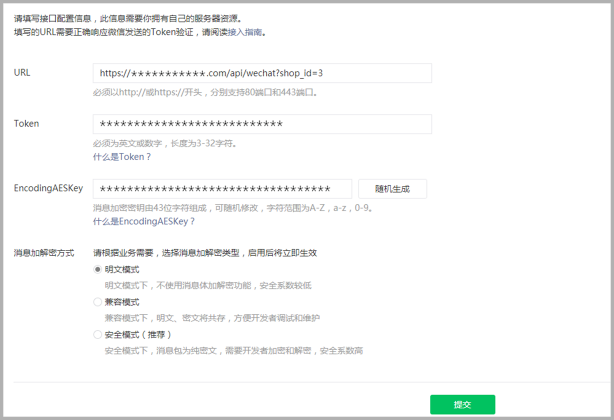 请填写接口配置信息，此信息需要你拥有自己的服务器资源。
填写的URL需要正确响应微信发送的Token验证，请阅读接入指南。
URL
https://***********.com/api/wechat?shop_id=3
必须以http://或https://开头，分别支持80端口和443端口。
Token
***************************
必须为英文或数字，长度为3-32字符。
什么是Token？
EncodingAESKey
**********************************
随机生成
消息加密密钥由43位字符组成，可随机修改，字符范围为A-Z，a-z，0-9。
什么是EncodingAESKey？
消息加解密方式
请根据业务需要，选择消息加解密类型，启用后将立即生效
明文模式
明文模式下，不使用消息体加解密功能，安全系数较低
兼容模式
兼容模式下，明文、密文将共存，方便开发者调试和维护
安全模式（推荐）
安全模式下，消息包为纯密文，需要开发者加密和解密，安全系数高
提交